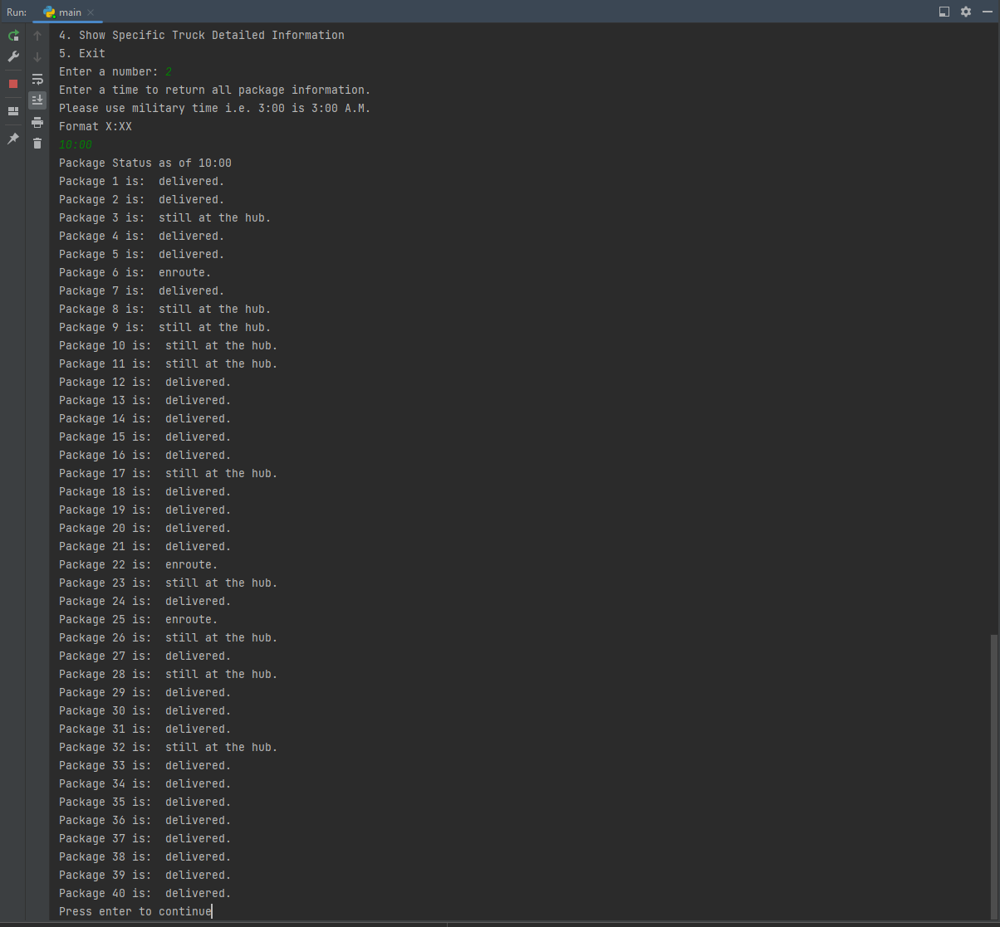 Run: main
4. Show Specific Truck Detailed Information
5. Exit
Enter a number: 2
Enter a time to return all package information.
Please use military time i.e. 3:00 is 3:00 A.M.
Format X:XX
10:00
Package Status as of 10:00
Package 1 is:  delivered.
Package 2 is:  delivered.
Package 3 is:  still at the hub.
Package 4 is:  delivered.
Package 5 is:  delivered.
Package 6 is:  enroute.
Package 7 is:  delivered.
Package 8 is:  still at the hub.
Package 9 is:  still at the hub.
Package 10 is:  still at the hub.
Package 11 is:  still at the hub.
Package 12 is:  delivered.
Package 13 is:  delivered.
Package 14 is:  delivered.
Package 15 is:  delivered.
Package 16 is:  delivered.
Package 17 is:  still at the hub.
Package 18 is:  delivered.
Package 19 is:  delivered.
Package 20 is:  delivered.
Package 21 is:  delivered.
Package 22 is:  enroute.
Package 23 is:  still at the hub.
Package 24 is:  delivered.
Package 25 is:  enroute.
Package 26 is:  still at the hub.
Package 27 is:  delivered.
Package 28 is:  still at the hub.
Package 29 is:  delivered.
Package 30 is:  delivered.
Package 31 is:  delivered.
Package 32 is:  still at the hub.
Package 33 is:  delivered.
Package 34 is:  delivered.
Package 35 is:  delivered.
Package 36 is:  delivered.
Package 37 is:  delivered.
Package 38 is:  delivered.
Package 39 is:  delivered.
Package 40 is:  delivered.
Press enter to continue